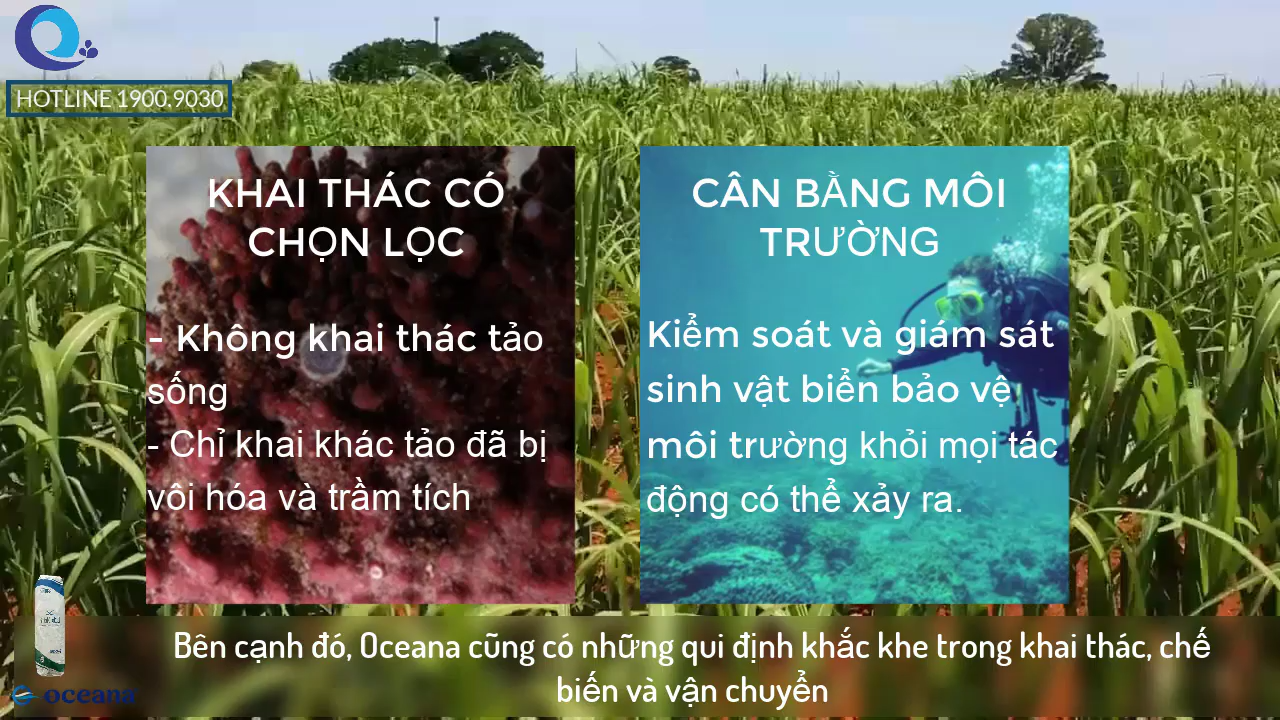 HOTLINE 1900.9030
KHAI THÁC CÓ
CHỌN LỌC
- Không khai thác tảo
sống
- Chỉ khai khác tảo đã bị
vôi hóa và trầm tích
CÂN BẰNG MÔI
TRƯỜNG
Kiểm soát và giám sát
sinh vật biển bảo vệ
môi trường khỏi mọi tác
động có thể xảy ra.
Bên cạnh đó, Oceana cũng có những qui định khắc khe trong khai thác, chế
biến và vận chuyển
oceana